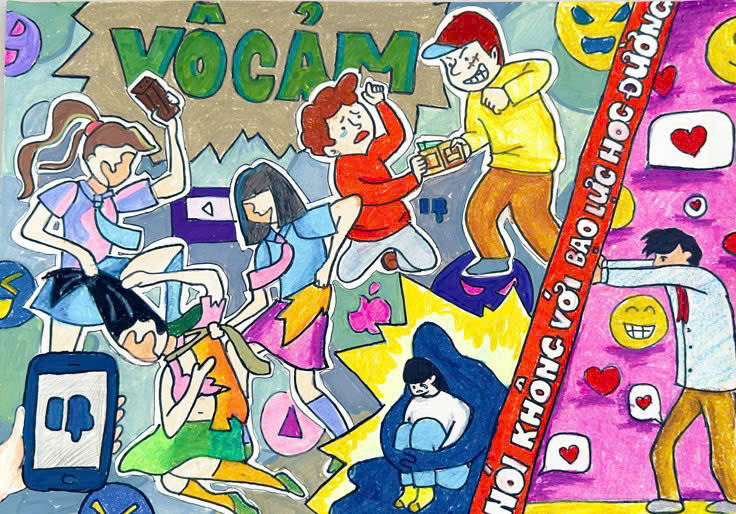 VÔ CẢM
NÓI KHÔNG VỚI BẠO LỰC HỌC ĐƯỜNG